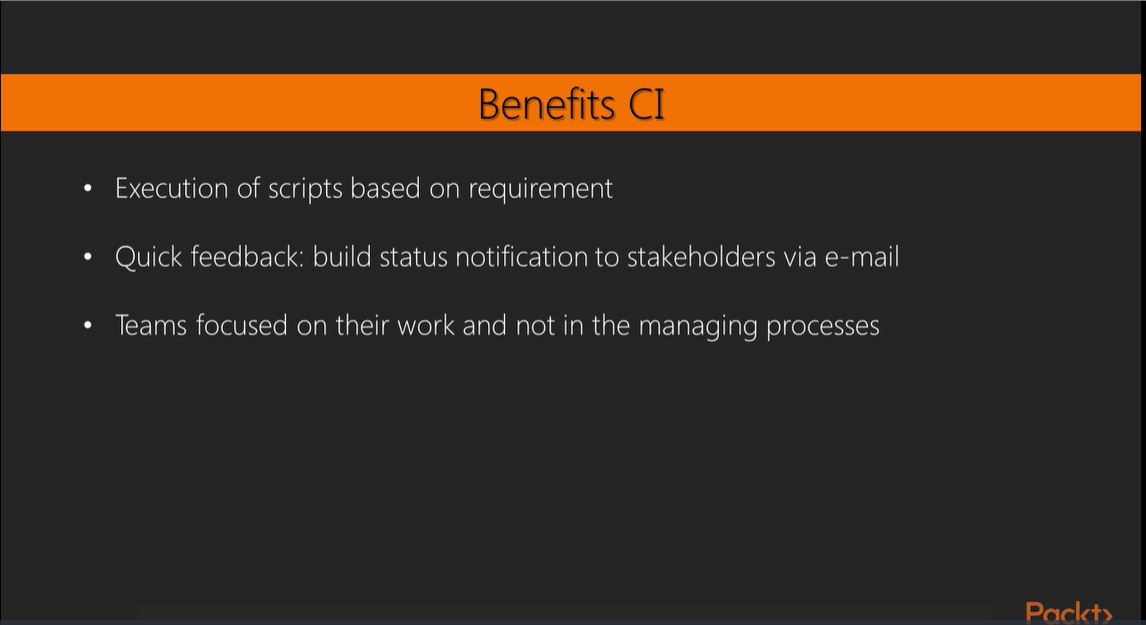 Benefits CI
• Execution of scripts based on requirement
• Quick feedback: build status notification to stakeholders via e-mail
• Teams focused on their work and not in the managing processes
Packt>